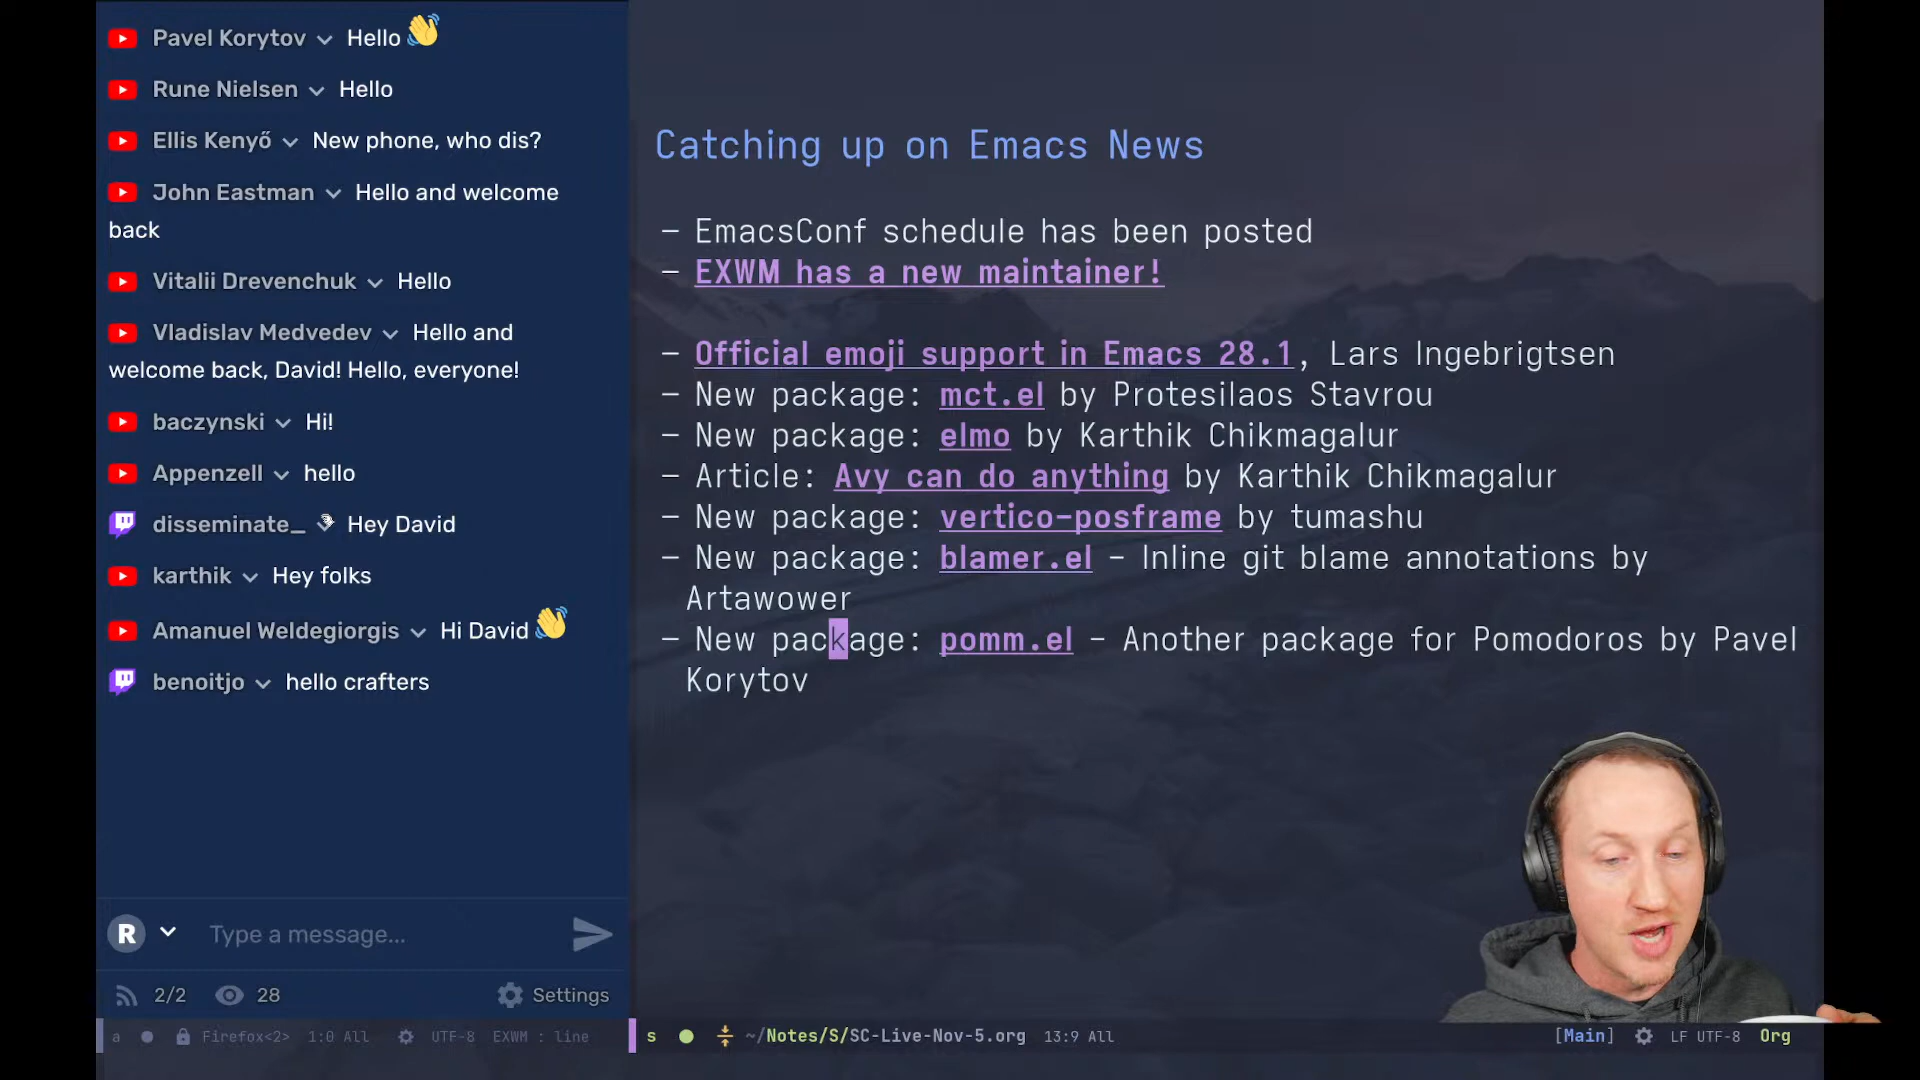 Pavel Korytov Hello 👋
Rune Nielsen Hello
Ellis Kenyő New phone, who dis?
John Eastman Hello and welcome
back
Vitalii Drevenchuk Hello
Vladislav Medvedev Hello and
welcome back, David! Hello, everyone!
baczynski Hi!
Appenzell hello
disseminate_ Hey David
karthik Hey folks
Amanuel Weldegiorgis Hi David 👋
benoitjo hello crafters
R Type a message...
2/2 28 Settings
a Firefox<2> 1:0 All UTF-8 EXWM : line
Catching up on Emacs News
– EmacsConf schedule has been posted
– EXWM has a new maintainer!
– Official emoji support in Emacs 28.1, Lars Ingebrigtsen
– New package: mct.el by Protesilaos Stavrou
– New package: elmo by Karthik Chikmagalur
– Article: Avy can do anything by Karthik Chikmagalur
– New package: vertico-posframe by tumashu
– New package: blamer.el – Inline git blame annotations by
Artawower
– New package: pomm.el – Another package for Pomodoros by Pavel
Korytov
s ~/Notes/S/SC-Live-Nov-5.org 13:9 All [Main] LF UTF-8 Org